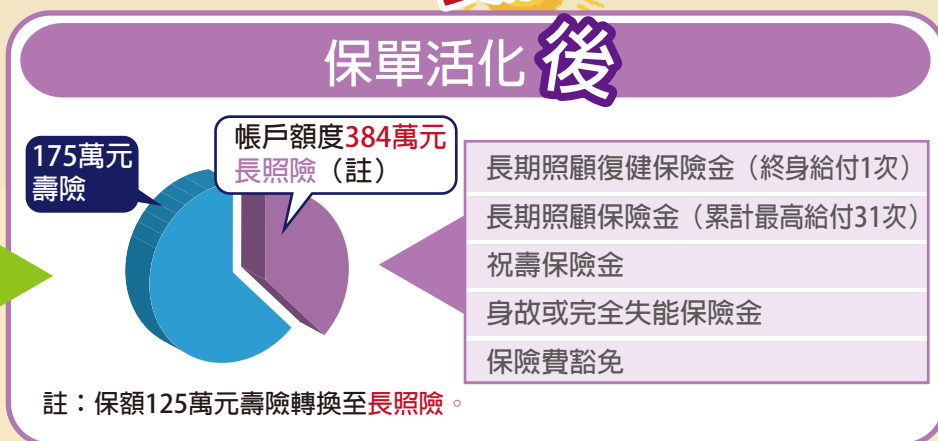 保單活化後
175萬元
壽險
帳戶額度384萬元
長照險（註）
長期照顧復健保險金（終身給付1次）
長期照顧保險金（累計最高給付31次）
祝壽保險金
身故或完全失能保險金
保險費豁免
註：保額125萬元壽險轉換至長照險。